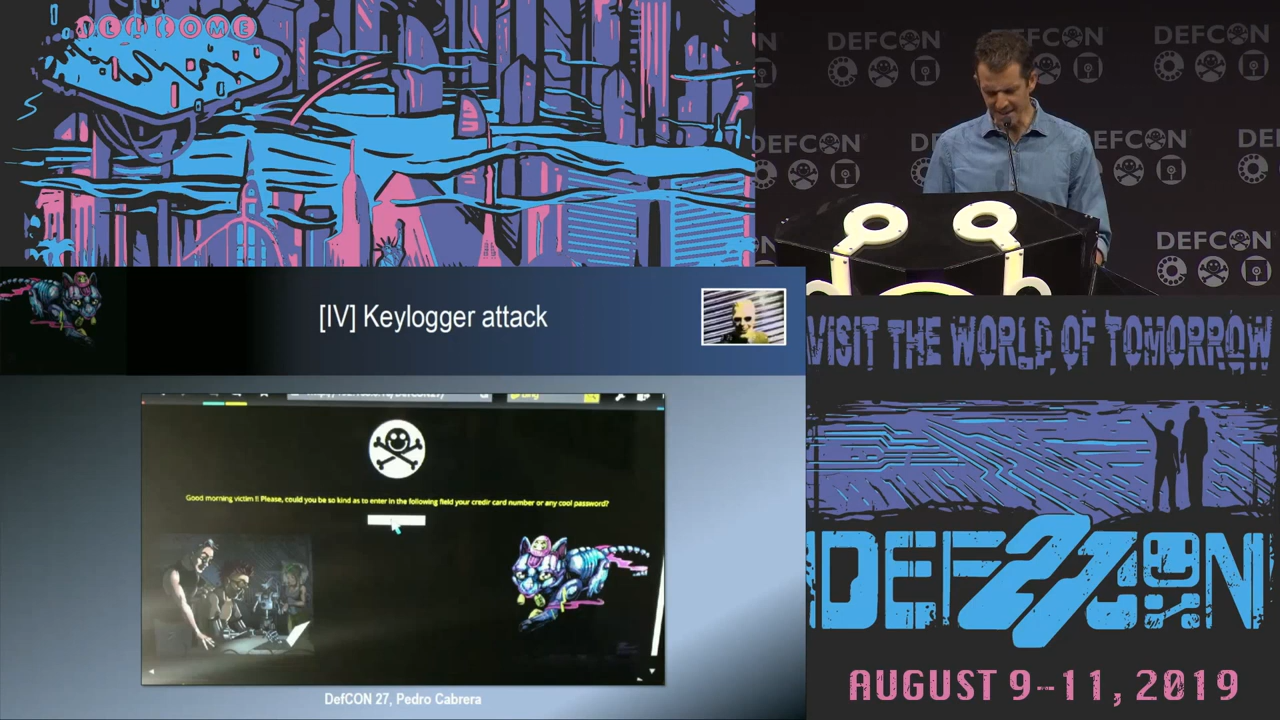 WELCOME
DEFCON
DEFCON
DEFCON
DEFCON
DEFCON
DEFCON
[IV] Keylogger attack
VISIT THE WORLD OF TOMORROW
Good morning victim !! Please, could you be so kind as to enter in the following field your credir card number or any cool password?
DEFCON
27
AUGUST 9-11, 2019
DefCON 27, Pedro Cabrera